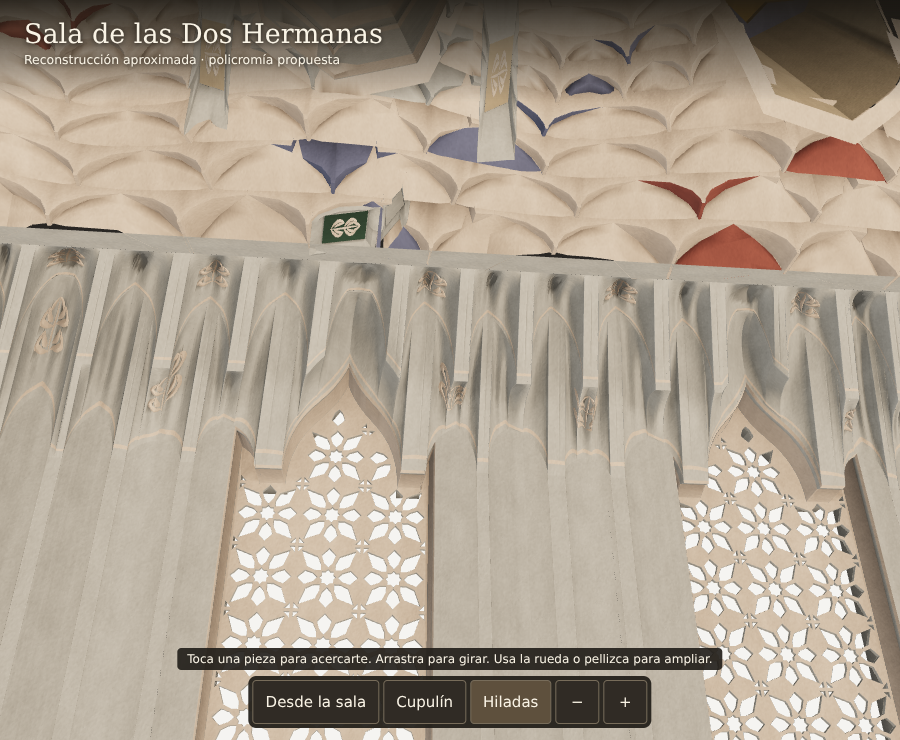 Sala de las Dos Hermanas
Reconstrucción aproximada · policromía propuesta
Toca una pieza para acercarte. Arrastra para girar. Usa la rueda o pellizca para ampliar.
Desde la sala
Cupulín
Hiladas
−
+